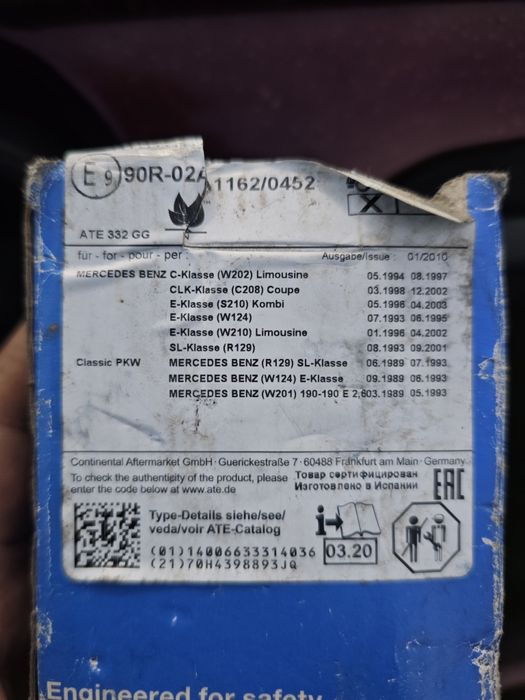 E 9 90R-02A 1162/0452
X
ATE 332 GG
für - for - pour - per : Ausgabe/Issue : 01/2010
MERCEDES BENZ C-Klasse (W202) Limousine 05.1994 08.1997
CLK-Klasse (C208) Coupe 03.1998 12.2002
E-Klasse (S210) Kombi 05.1996 04.2003
E-Klasse (W124) 07.1993 06.1995
E-Klasse (W210) Limousine 01.1996 04.2002
SL-Klasse (R129) 08.1993 09.2001
Classic PKW MERCEDES BENZ (R129) SL-Klasse 06.1989 07.1993
MERCEDES BENZ (W124) E-Klasse 09.1989 06.1993
MERCEDES BENZ (W201) 190-190 E 2,603.1989 05.1993
Continental Aftermarket GmbH · Guerickestraße 7 · 60488 Frankfurt am Main · Germany
To check the authenticity of the product, please
enter the code below at www.ate.de
Товар сертифицирован
Изготовлено в Испании
EAC
Type-Details siehe/see/
veda/voir ATE-Catalog
(01)14006633314036
(21)70H4398893JQ
i
03.20
Engineered for safety